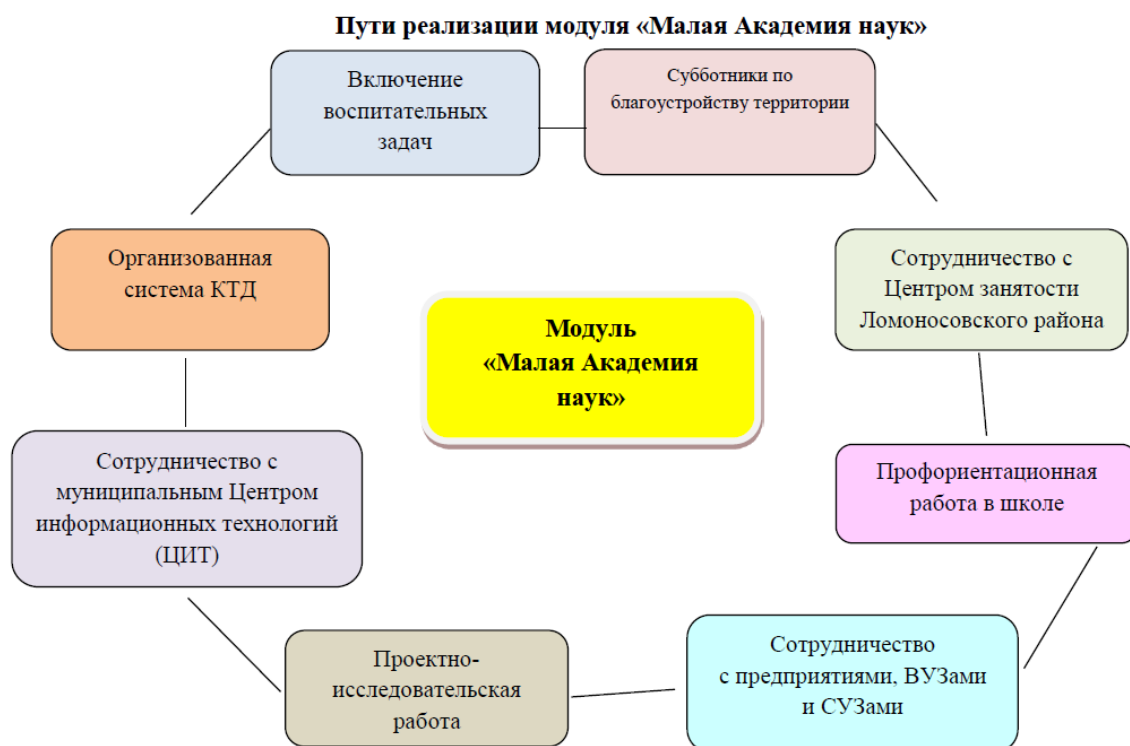 Пути реализации модуля «Малая Академия наук»
Включение
воспитательных
задач
Субботники по
благоустройству территории
Организованная
система КТД
Сотрудничество с
Центром занятости
Ломоносовского района
Модуль
«Малая Академия
наук»
Сотрудничество с
муниципальным Центром
информационных технологий
(ЦИТ)
Профориентационная
работа в школе
Проектно-
исследовательская
работа
Сотрудничество
с предприятиями, ВУЗами
и СУЗами